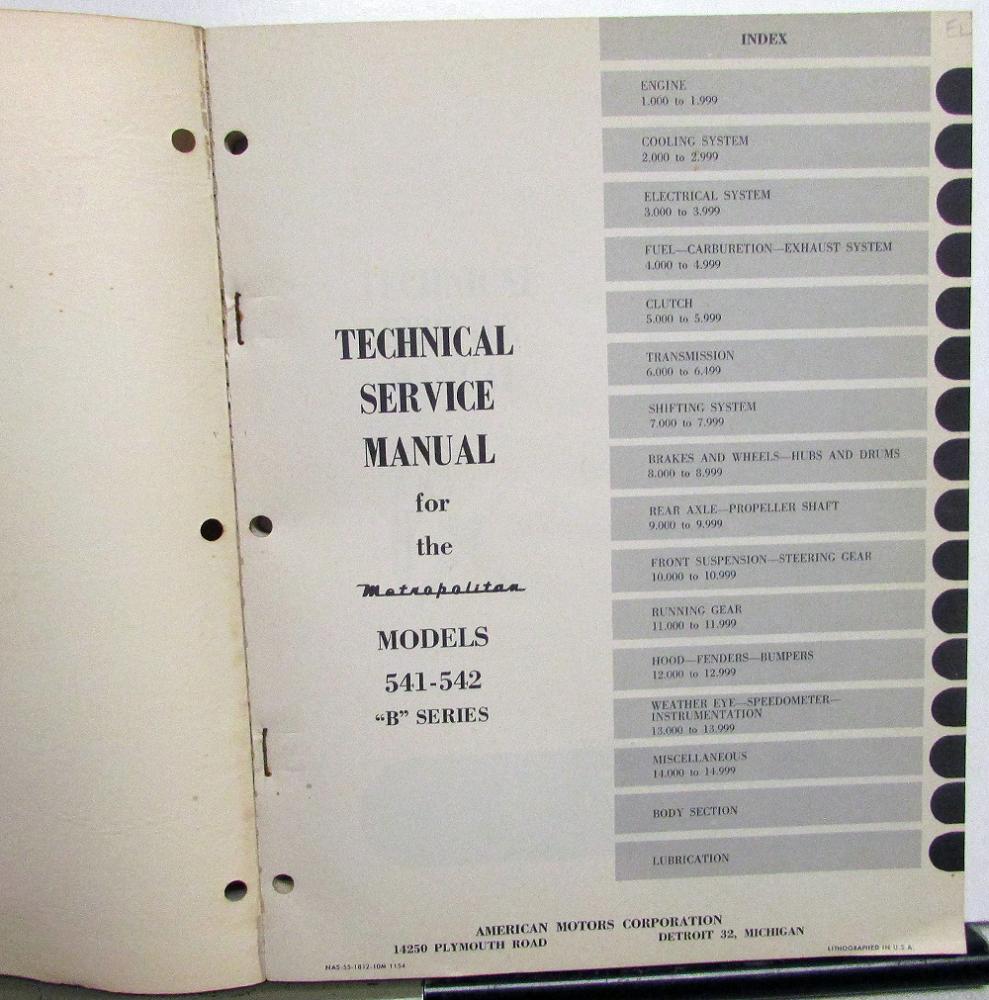 TECHNICAL
SERVICE
MANUAL
for
the
Metropolitan
MODELS
541-542
“B” SERIES
INDEX
ENGINE
1.000 to 1.999
COOLING SYSTEM
2.000 to 2.999
ELECTRICAL SYSTEM
3.000 to 3.999
FUEL—CARBURETION—EXHAUST SYSTEM
4.000 to 4.999
CLUTCH
5.000 to 5.999
TRANSMISSION
6.000 to 6.499
SHIFTING SYSTEM
7.000 to 7.999
BRAKES AND WHEELS—HUBS AND DRUMS
8.000 to 8.999
REAR AXLE—PROPELLER SHAFT
9.000 to 9.999
FRONT SUSPENSION—STEERING GEAR
10.000 to 10.999
RUNNING GEAR
11.000 to 11.999
HOOD—FENDERS—BUMPERS
12.000 to 12.999
WEATHER EYE—SPEEDOMETER—
INSTRUMENTATION
13.000 to 13.999
MISCELLANEOUS
14.000 to 14.999
BODY SECTION
LUBRICATION
AMERICAN MOTORS CORPORATION
14250 PLYMOUTH ROAD DETROIT 32, MICHIGAN
NAS-55-1812-10M 1154
LITHOGRAPHED IN U.S.A.